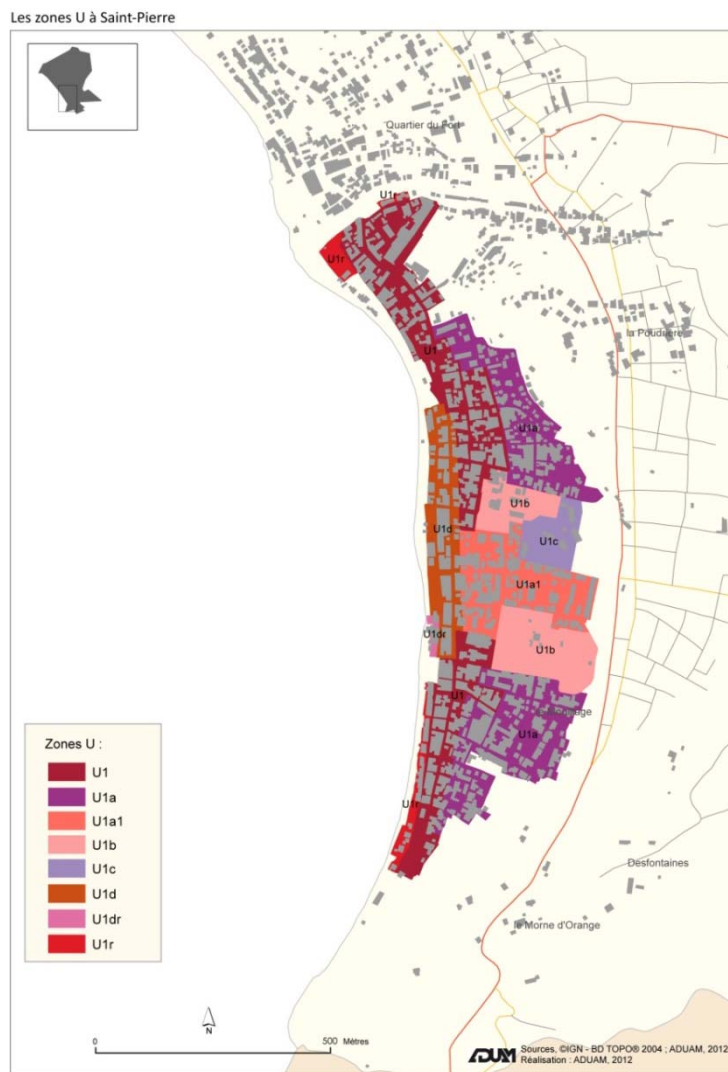 Les zones U à Saint-Pierre
Quartier du Fort
U1r
U1r
la Poudrière
U1
U1a
U1b
U1d
U1c
U1a1
U1dr
U1b
U1
U1a
Zones U :
U1
U1a
U1a1
U1b
U1c
U1d
U1dr
U1r
U1r
Desfontaines
le Morne d'Orange
N
0
500 Mètres
ADUAM
Sources, ©IGN - BD TOPO® 2004 ; ADUAM, 2012
Réalisation : ADUAM, 2012